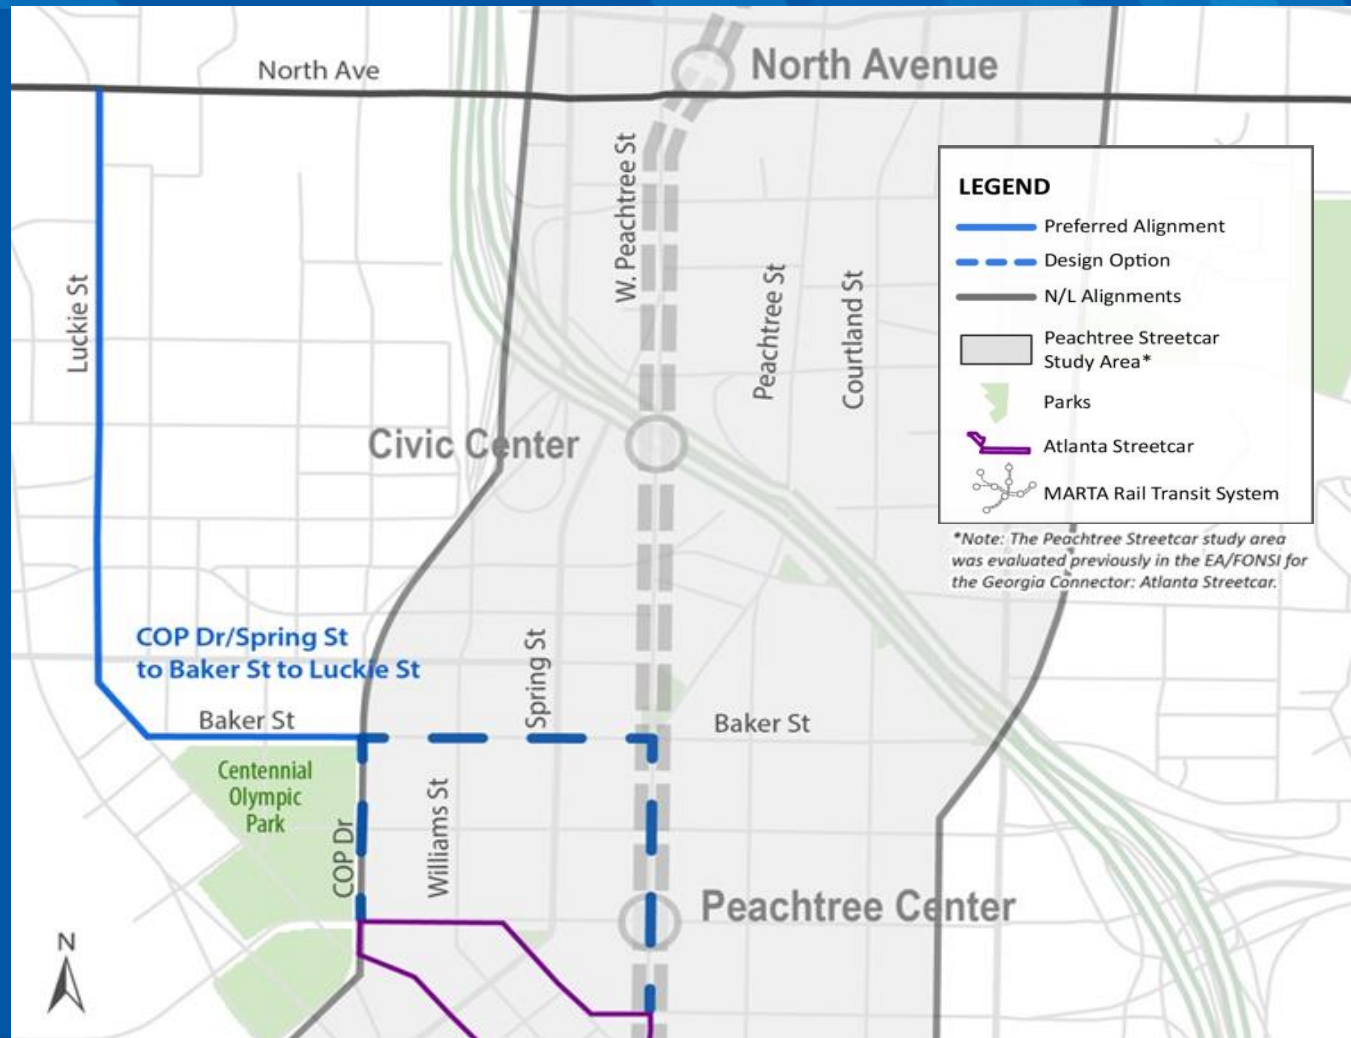 North Ave
North Avenue
W. Peachtree St
LEGEND
Preferred Alignment
Design Option
N/L Alignments
Peachtree Streetcar
Study Area*
Parks
Atlanta Streetcar
MARTA Rail Transit System
*Note: The Peachtree Streetcar study area
was evaluated previously in the EA/FONSI for
the Georgia Connector: Atlanta Streetcar.
Luckie St
Peachtree St
Courtland St
Civic Center
COP Dr/Spring St
to Baker St to Luckie St
Spring St
Baker St
Baker St
Centennial
Olympic
Park
COP Dr
Williams St
Peachtree Center
N